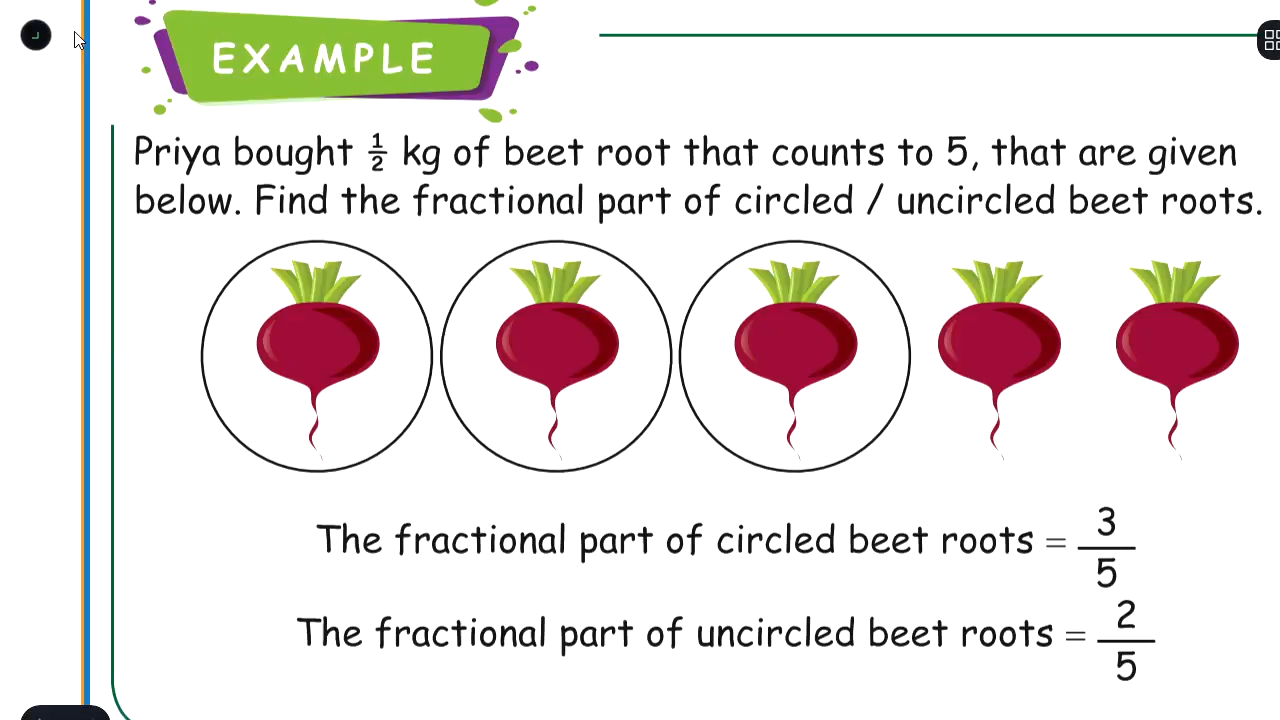 EXAMPLE
Priya bought 1/2 kg of beet root that counts to 5, that are given
below. Find the fractional part of circled / uncircled beet roots.
The fractional part of circled beet roots = 3/5
The fractional part of uncircled beet roots = 2/5